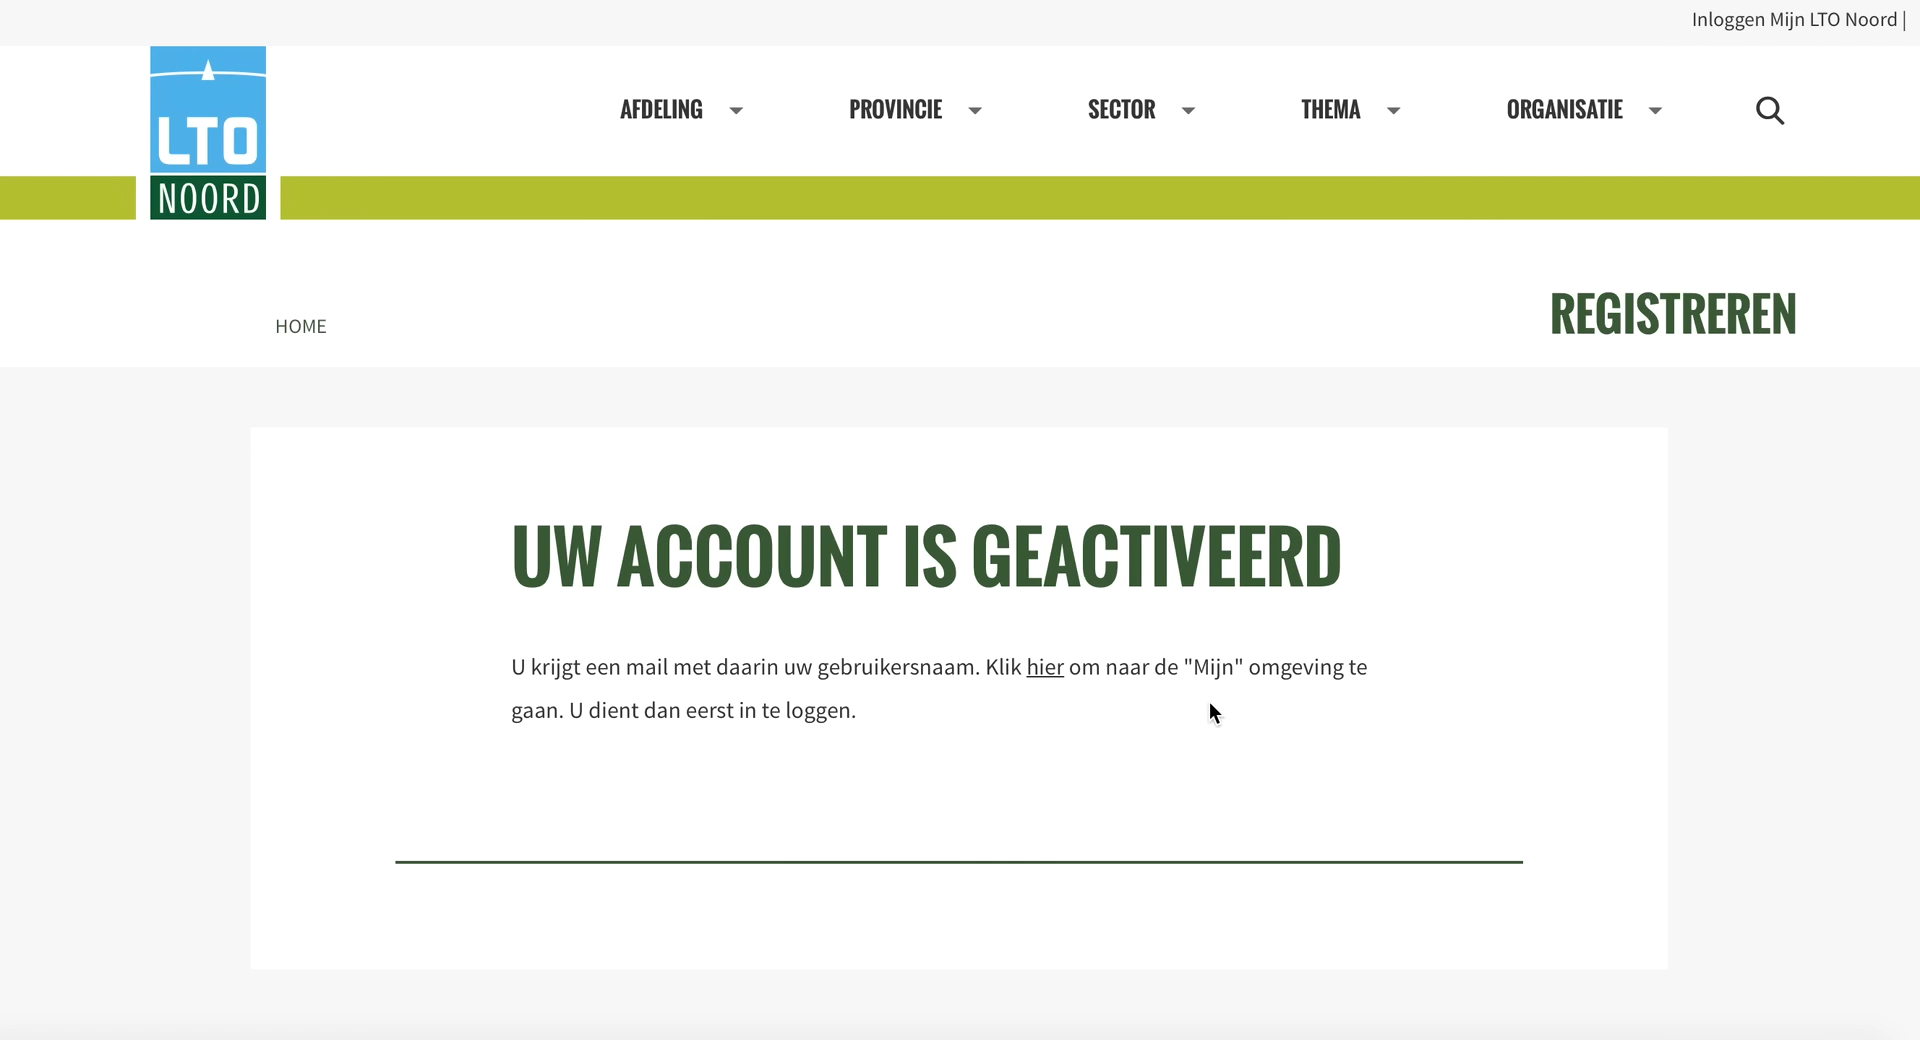 Inloggen Mijn LTO Noord |
LTO
NOORD
AFDELING
PROVINCIE
SECTOR
THEMA
ORGANISATIE
HOME
REGISTREREN
UW ACCOUNT IS GEACTIVEERD
U krijgt een mail met daarin uw gebruikersnaam. Klik hier om naar de "Mijn" omgeving te
gaan. U dient dan eerst in te loggen.